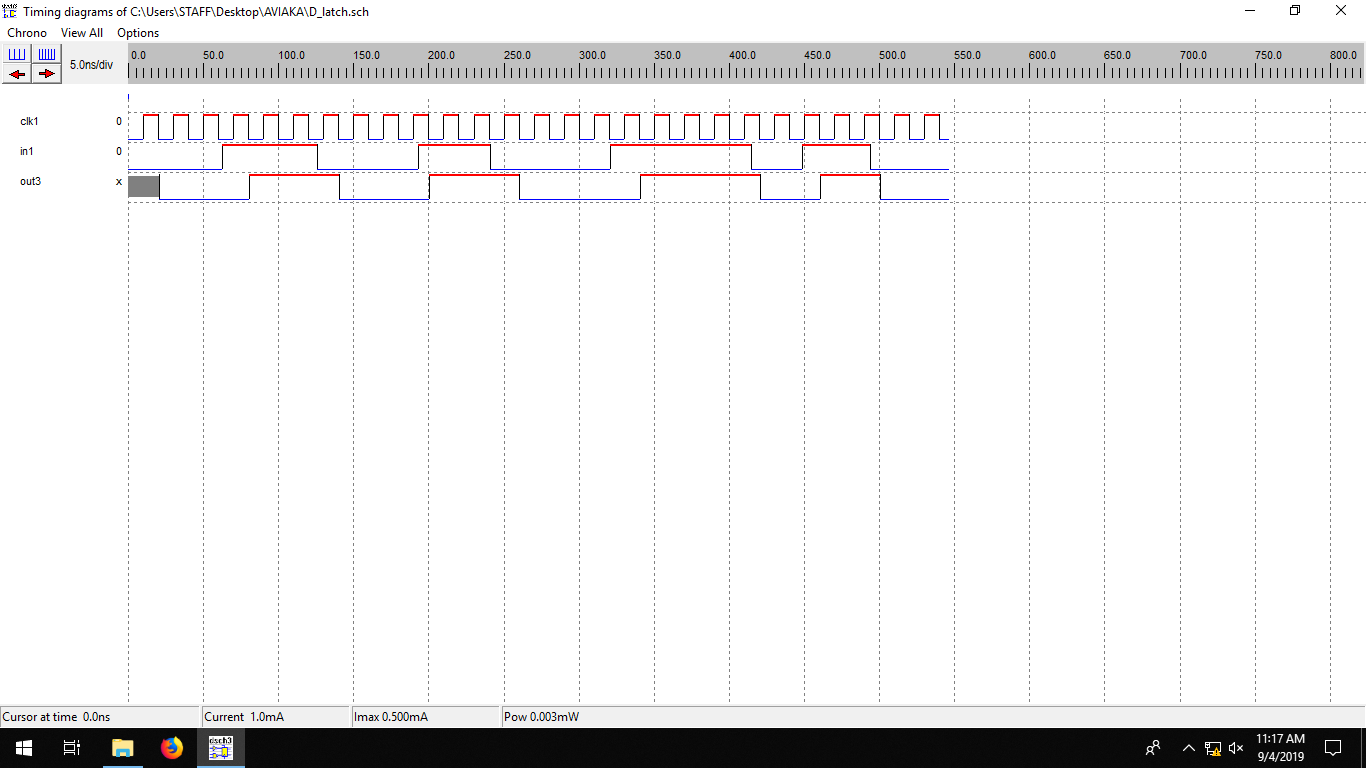 Timing diagrams of C:\Users\STAFF\Desktop\AVIAKA\D_latch.sch
Chrono View All Options
5.0ns/div
0.0 50.0 100.0 150.0 200.0 250.0 300.0 350.0 400.0 450.0 500.0 550.0 600.0 650.0 700.0 750.0 800.0
clk1 0
in1 0
out3 x
Cursor at time 0.0ns Current 1.0mA Imax 0.500mA Pow 0.003mW
dsch3
11:17 AM
9/4/2019